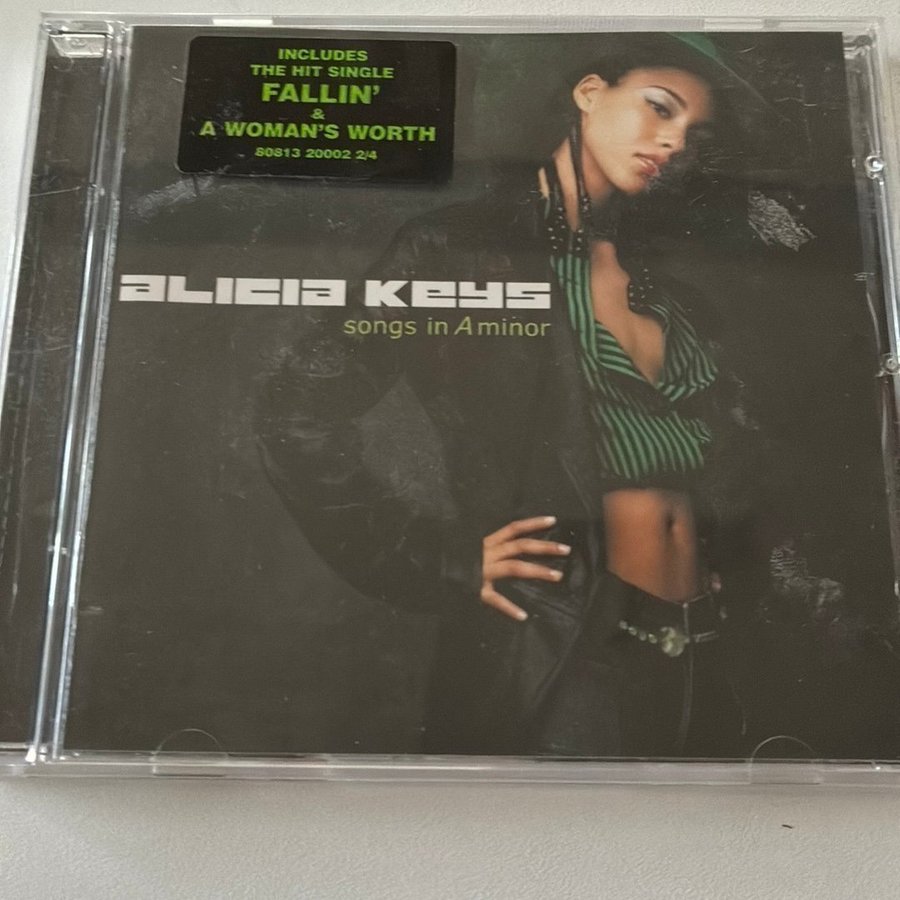 INCLUDES
THE HIT SINGLE
FALLIN'
&
A WOMAN'S WORTH
80813 20002 2/4
alicia keys
songs in A minor